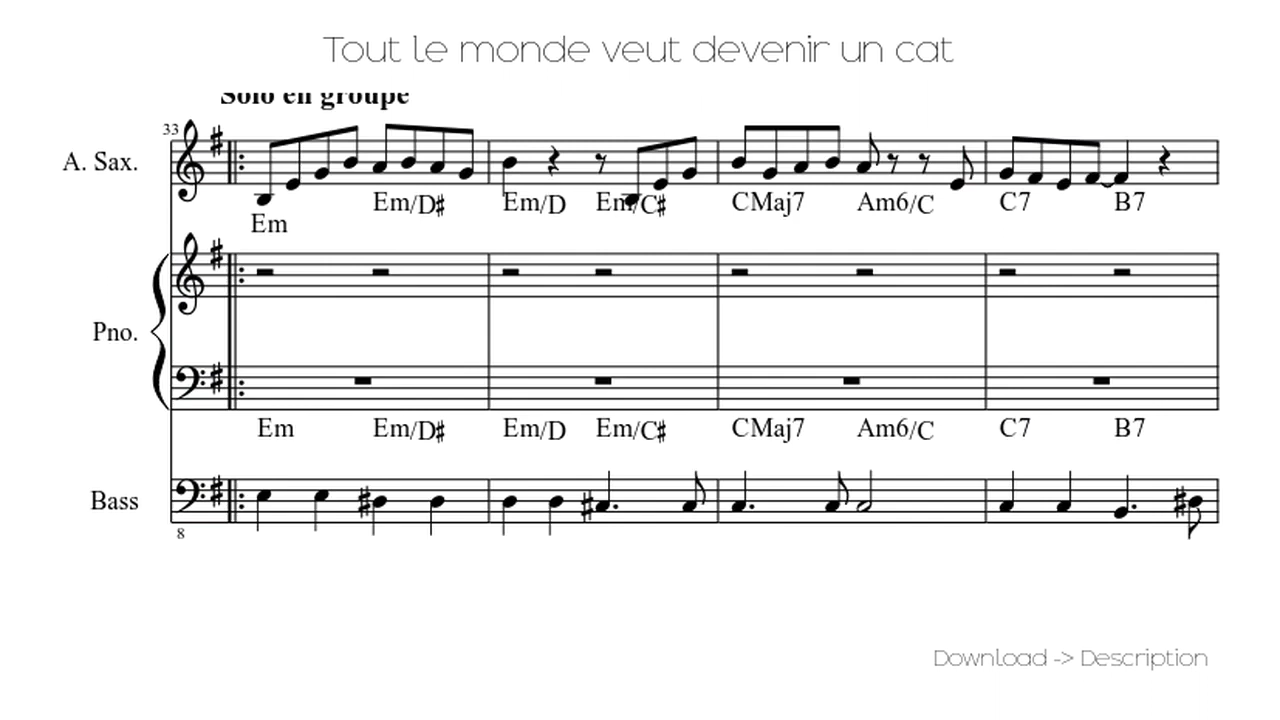 Tout le monde veut devenir un cat
Solo en groupe
33
A. Sax.
Em Em/D♯ Em/D Em/C♯ CMaj7 Am6/C C7 B7
Pno.
Em Em/D♯ Em/D Em/C♯ CMaj7 Am6/C C7 B7
Bass
8
Download -> Description